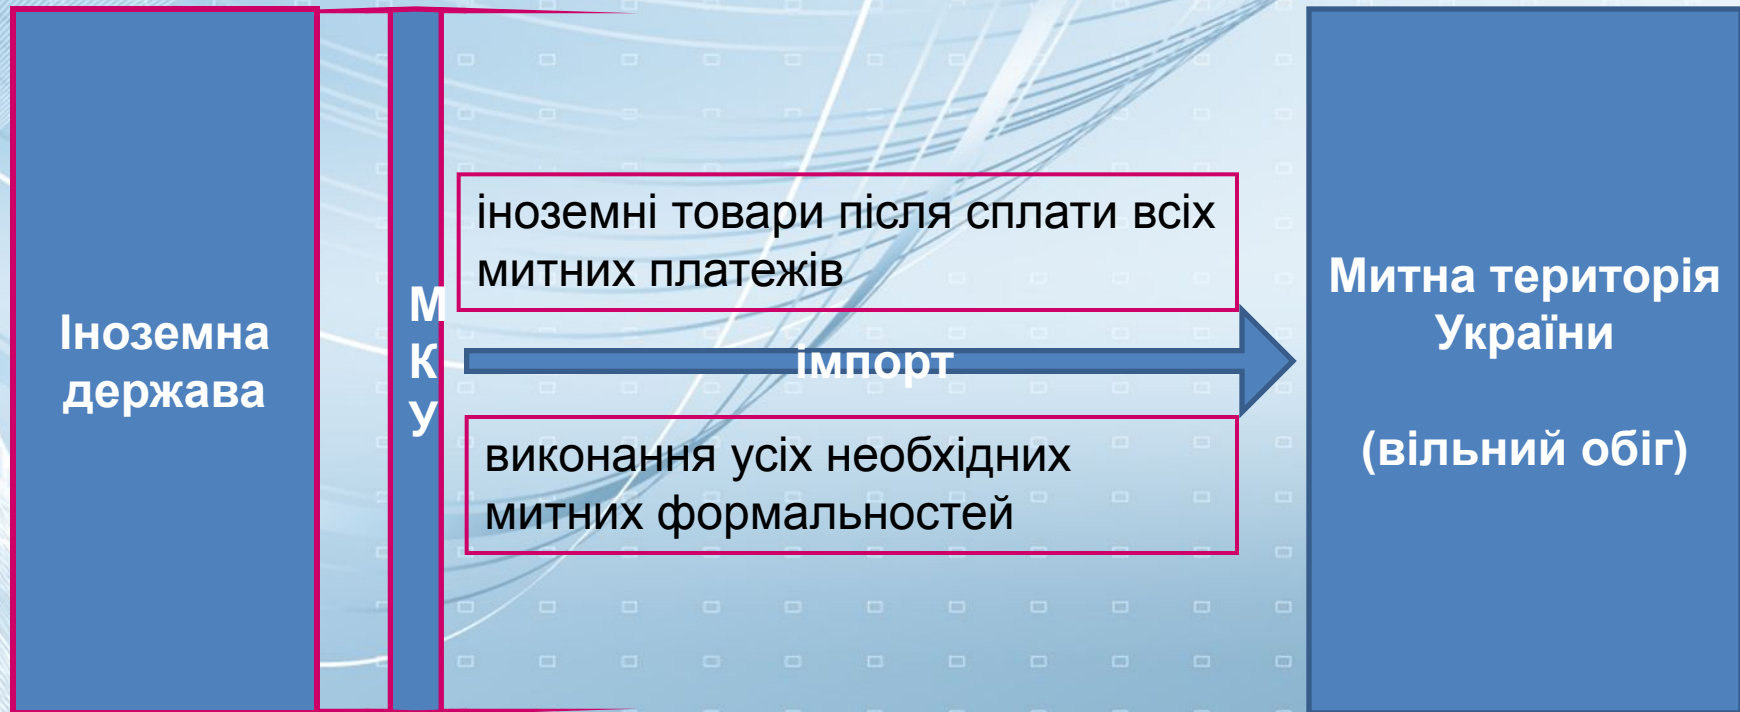 Іноземна
держава
М
К
У
іноземні товари після сплати всіх
митних платежів
імпорт
виконання усіх необхідних
митних формальностей
Митна територія
України
(вільний обіг)